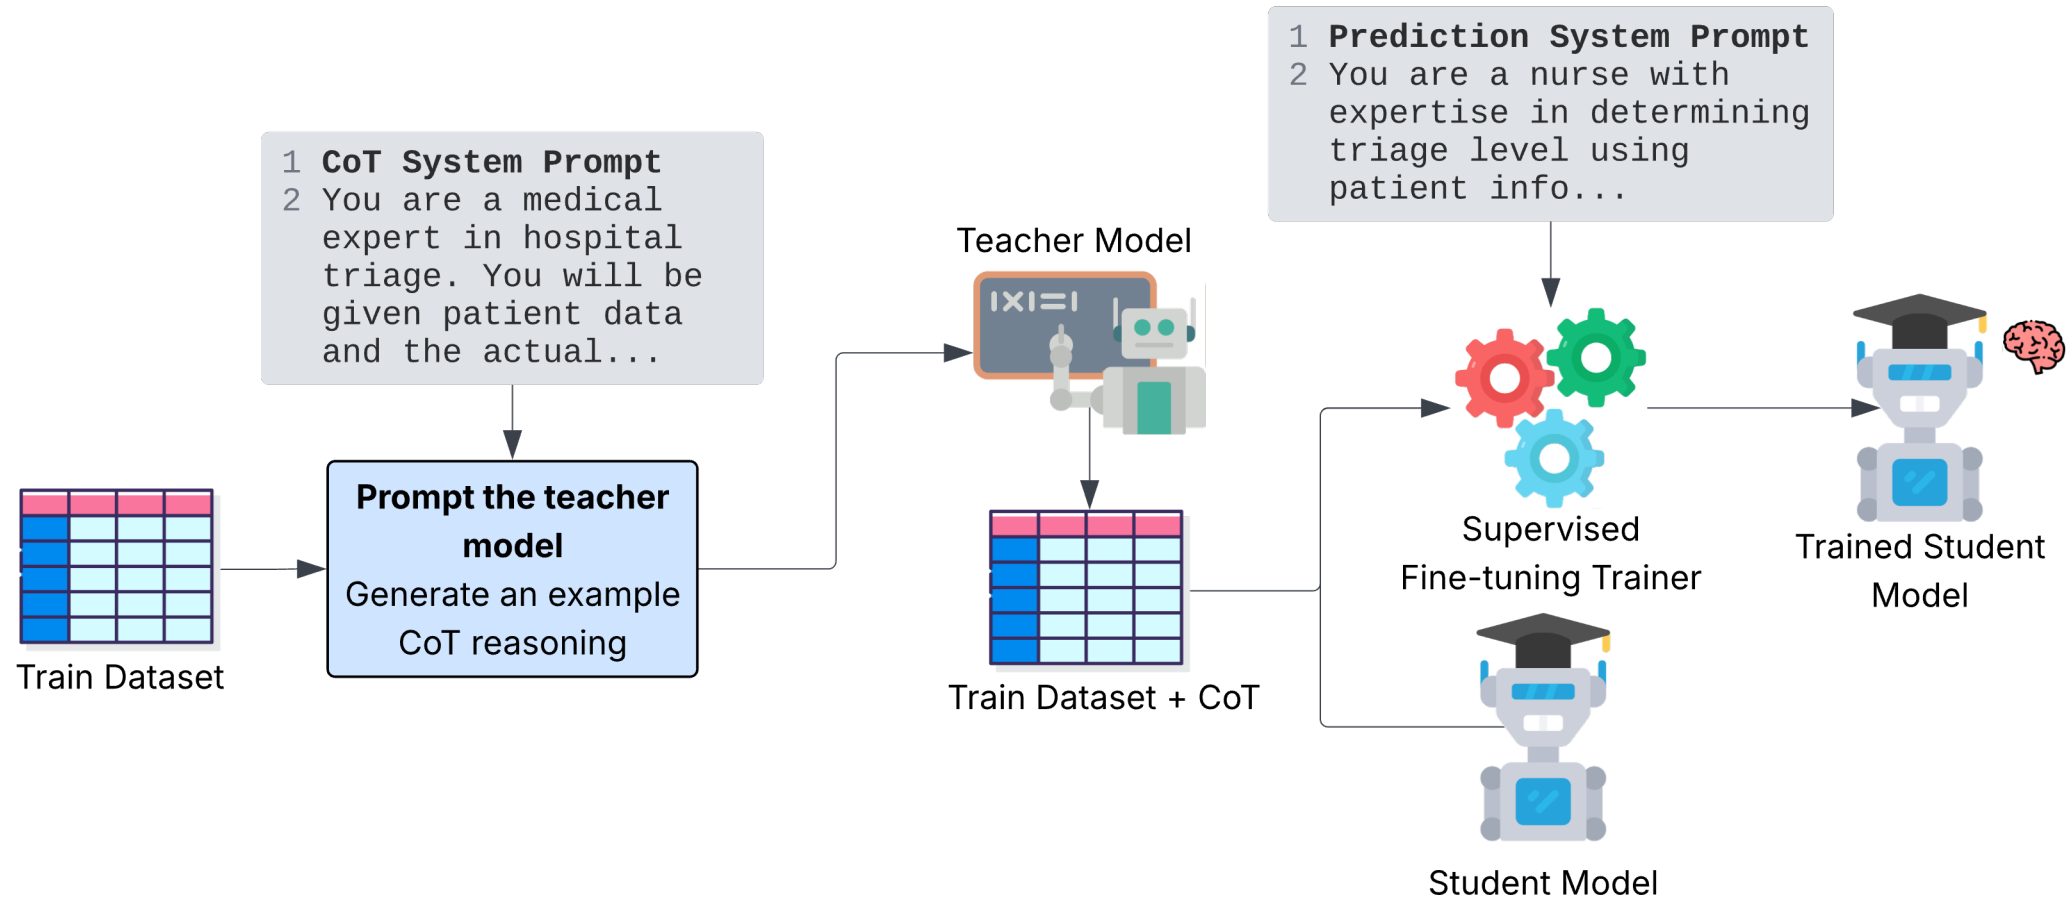 1 CoT System Prompt
2 You are a medical
expert in hospital
triage. You will be
given patient data
and the actual...
Train Dataset
Prompt the teacher
model
Generate an example
CoT reasoning
Teacher Model
|x|=|
Train Dataset + CoT
1 Prediction System Prompt
2 You are a nurse with
expertise in determining
triage level using
patient info...
Supervised
Fine-tuning Trainer
Student Model
Trained Student
Model